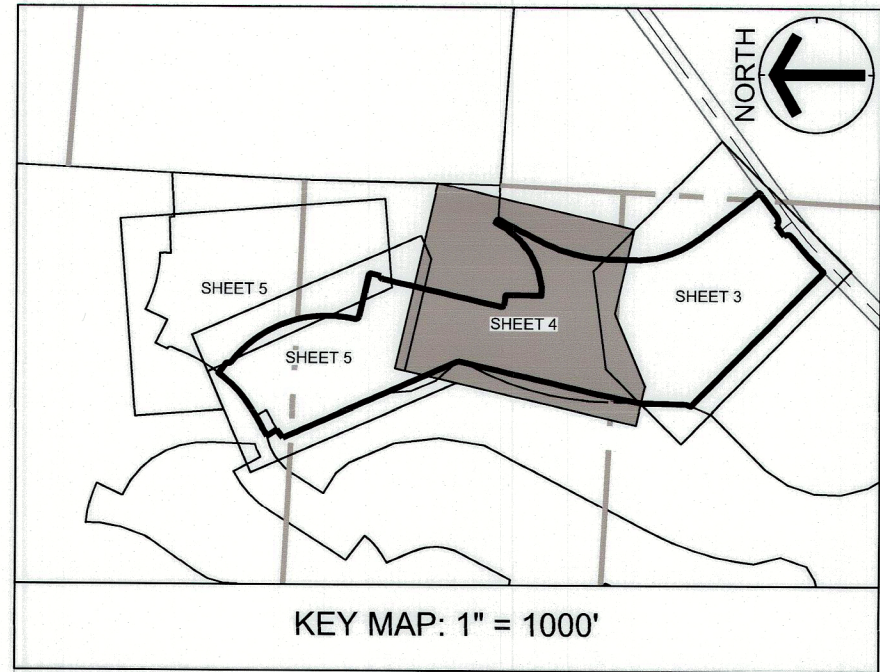 NORTH
SHEET 5
SHEET 3
SHEET 4
SHEET 5
KEY MAP: 1" = 1000'